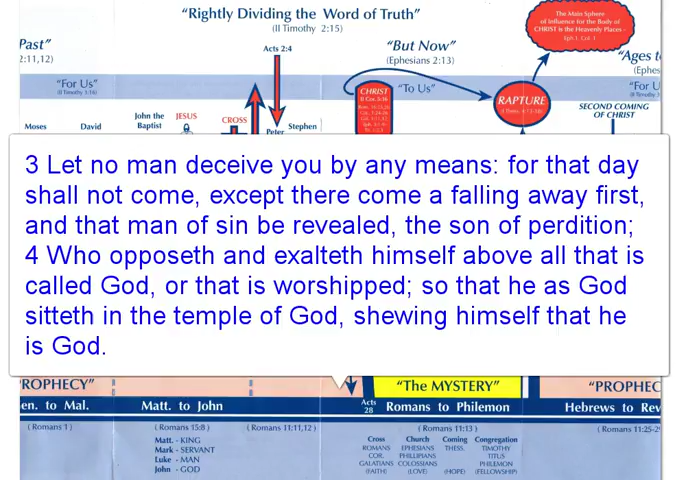 "Rightly Dividing the Word of Truth"
(II Timothy 2:15)
The Main Sphere
of Influence for the Body of
CHRIST is the Heavenly Places -
Past"
2:11,12)
Acts 2:4
"But Now"
(Ephesians 2:13)
"Ages t
(Ephes
"For Us"
"To Us"
"For U
CHRIST
RAPTURE
SECOND COMING
OF CHRIST
Moses
David
John the
Baptist
JESUS
CROSS
Peter
Stephen
3 Let no man deceive you by any means: for that day
shall not come, except there come a falling away first,
and that man of sin be revealed, the son of perdition;
4 Who opposeth and exalteth himself above all that is
called God, or that is worshipped; so that he as God
sitteth in the temple of God, shewing himself that he
is God.
ROPHECY"
"The MYSTERY"
"PROPHEC
en. to Mal.
Matt. to John
Acts
28
Romans to Philemon
Hebrews to Rev
( Romans 1 )
( Romans 15:8 )
( Romans 11:11,12 )
( Romans 11:13 )
(Romans 11:25-2
Matt. - KING
Mark - SERVANT
Luke - MAN
John - GOD
Cross Church Coming Congregation
ROMANS EPHESIANS THESS. TIMOTHY
COR. PHILLIPIANS TITUS
GALATIANS COLOSSIANS PHILEMON
(FAITH) (LOVE) (HOPE) (FELLOWSHIP)